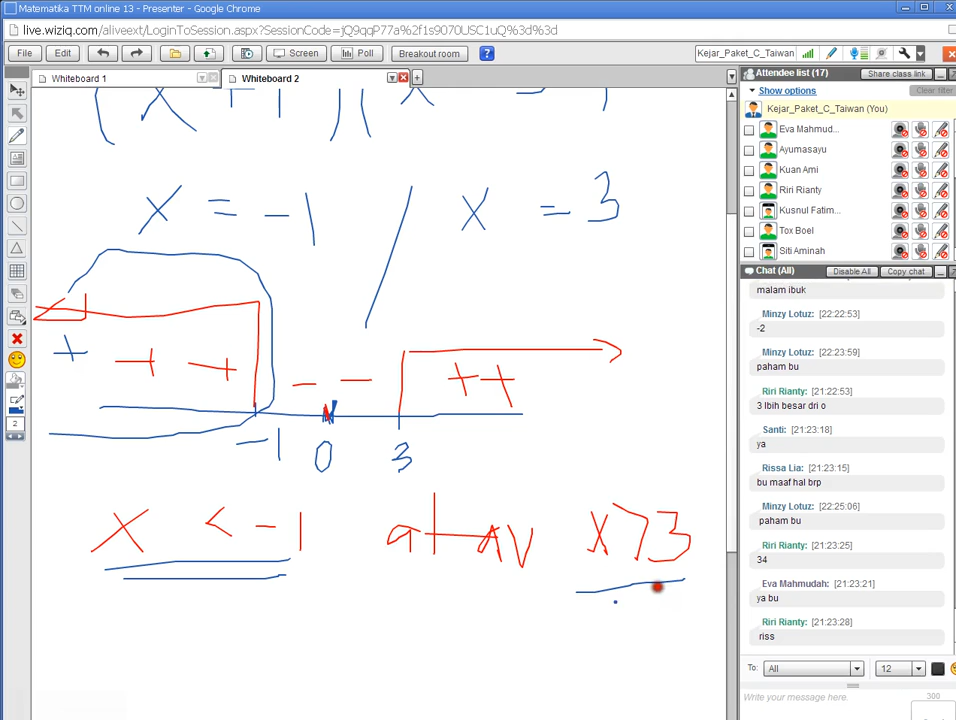 Matematika TTM online 13 - Presenter - Google Chrome
live.wiziq.com/aliveext/LoginToSession.aspx?SessionCode=jQ9qqP77a%2f1s9070USC1uQ%3d%3d
File Edit Screen Poll Breakout room ? Kejar_Paket_C_Taiwan
Whiteboard 1 Whiteboard 2
Attendee list (17) Share class link
Show options Clear filter
Kejar_Paket_C_Taiwan (You)
Eva Mahmud...
Ayumasayu
Kuan Ami
Riri Rianty
Kusnul Fatim...
Tox Boel
Siti Aminah
Chat (All) Disable All Copy chat
malam ibuk
Minzy Lotuz: [22:22:53]
-2
Minzy Lotuz: [22:23:59]
paham bu
Riri Rianty: [21:22:53]
3 lbih besar dri o
Santi: [21:23:18]
ya
Rissa Lia: [21:23:15]
bu maaf hal brp
Minzy Lotuz: [22:25:06]
paham bu
Riri Rianty: [21:23:25]
34
Eva Mahmudah: [21:23:21]
ya bu
Riri Rianty: [21:23:28]
riss
To: All 12
Write your message here. 300
2
x = -1 / x = 3
+ + + - - + +
-1 0 3
x < -1 atau x > 3